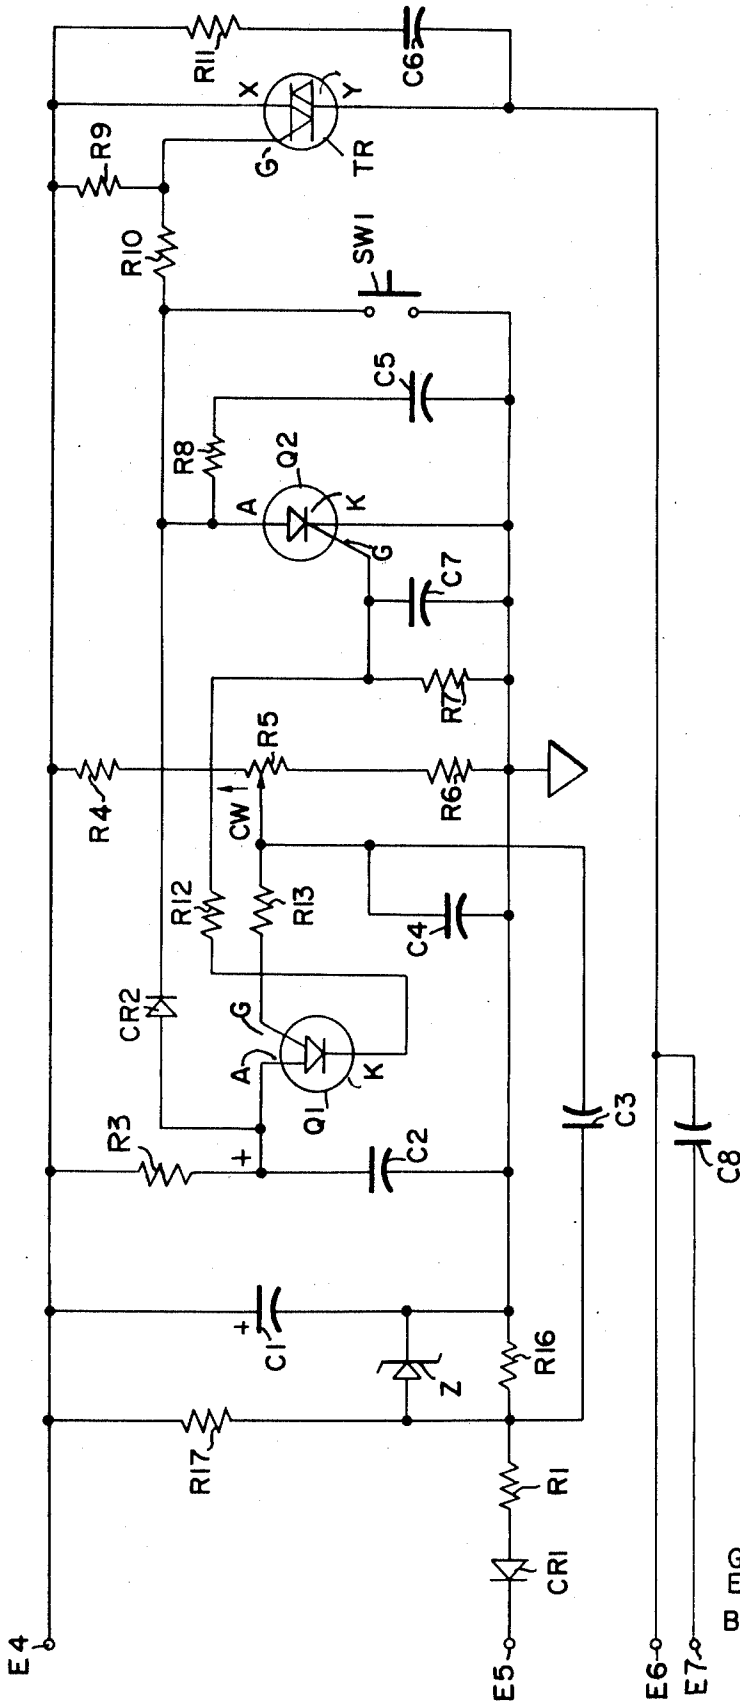 E4
R4
R9
R3
CR2
R10
R12
R8
R17
R11
+
CW
+
A
G
A
X
G
C1
R5
R13
Q2
Q1
K
K
Y
TR
SW1
G
C5
C2
C4
C6
Z
R6
R7
C7
E5
CR1
R1
R16
C3
E6
E7
C8
B